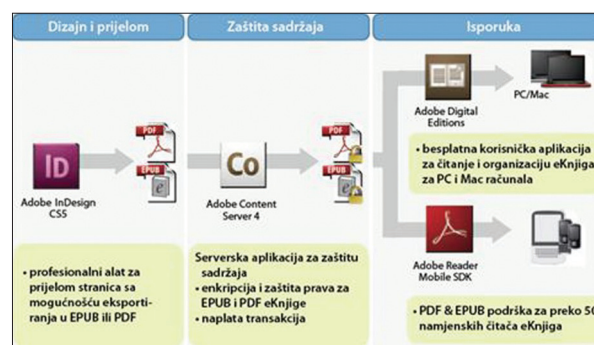 Dizajn i prijelom
Zaštita sadržaja
Isporuka
PDF
EPUB
Id
Adobe InDesign
CS5
Co
Adobe Content
Server 4
PDF
EPUB
Adobe Digital
Editions
PC/Mac
• besplatna korisnička aplikacija
za čitanje i organizaciju eKnjiga
za PC i Mac računala
Adobe Reader
Mobile SDK
• profesionalni alat za
prijelom stranica sa
mogućnošću eksporti-
ranja u EPUB ili PDF
Serverska aplikacija za zaštitu
sadržaja
• enkripcija i zaštita prava za
EPUB i PDF eKnjige
• naplata transakcija
• PDF & EPUB podrška za preko 50
namjenskih čitača eKnjiga